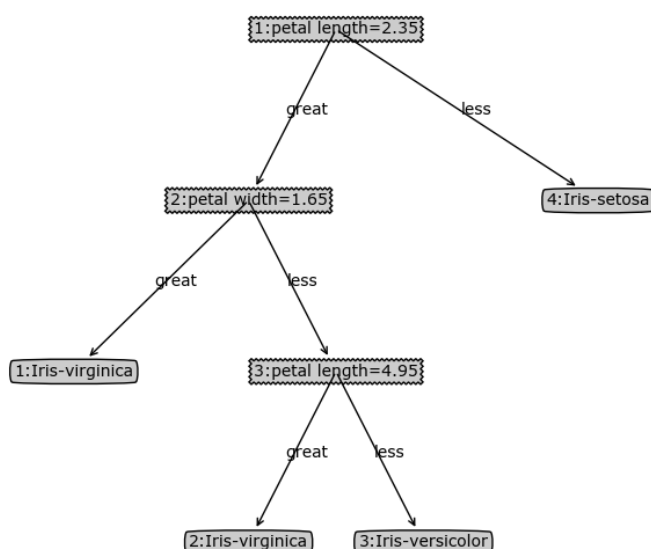 1:petal length=2.35
great
less
2:petal width=1.65
4:Iris-setosa
great
less
1:Iris-virginica
3:petal length=4.95
great
less
2:Iris-virginica
3:Iris-versicolor